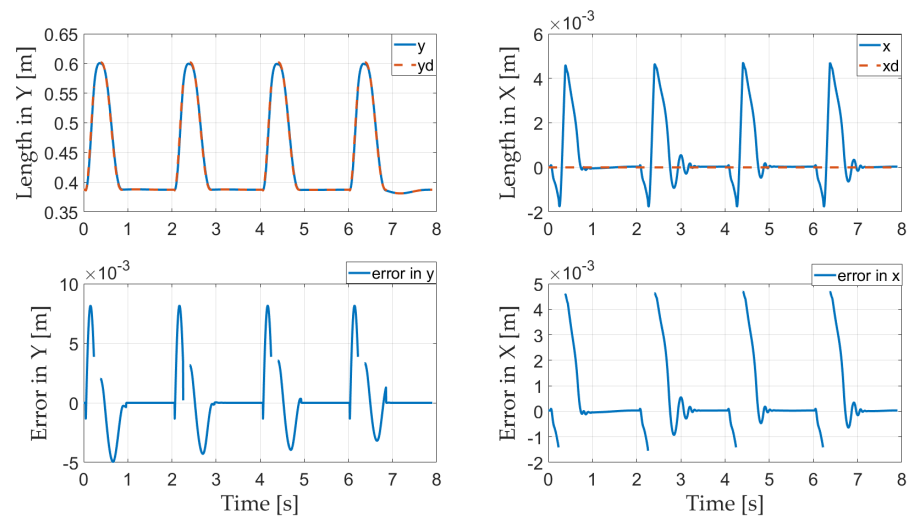 Length in Y [m]
0.65
0.6
0.55
0.5
0.45
0.4
0.35
y
yd
0 1 2 3 4 5 6 7 8
×10⁻³
Length in X [m]
6
4
2
0
-2
x
xd
0 1 2 3 4 5 6 7 8
×10⁻³
Error in Y [m]
10
5
0
-5
error in y
0 1 2 3 4 5 6 7 8
Time [s]
×10⁻³
Error in X [m]
5
4
3
2
1
0
-1
-2
error in x
0 1 2 3 4 5 6 7 8
Time [s]